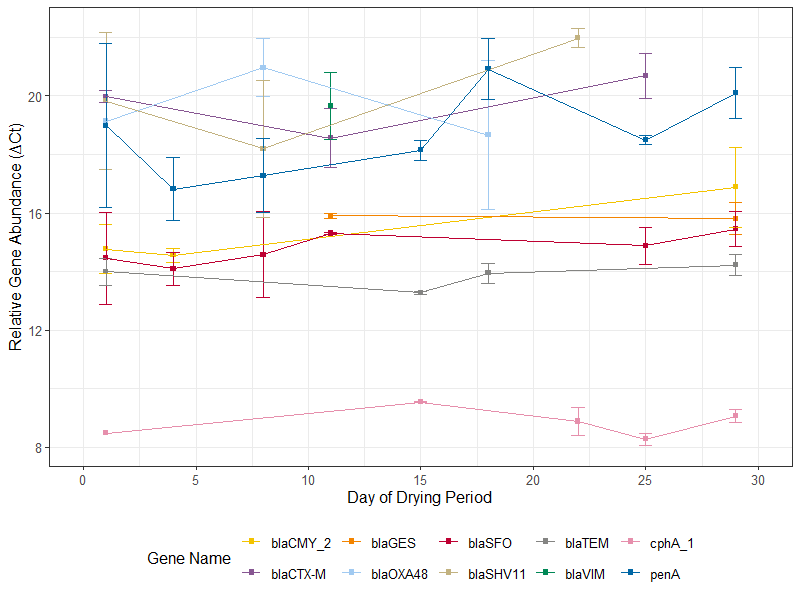 Relative Gene Abundance (ΔCt)
20
16
12
8
0 5 10 15 20 25 30
Day of Drying Period
Gene Name
blaCMY_2 blaGES blaSFO blaTEM cphA_1
blaCTX-M blaOXA48 blaSHV11 blaVIM penA